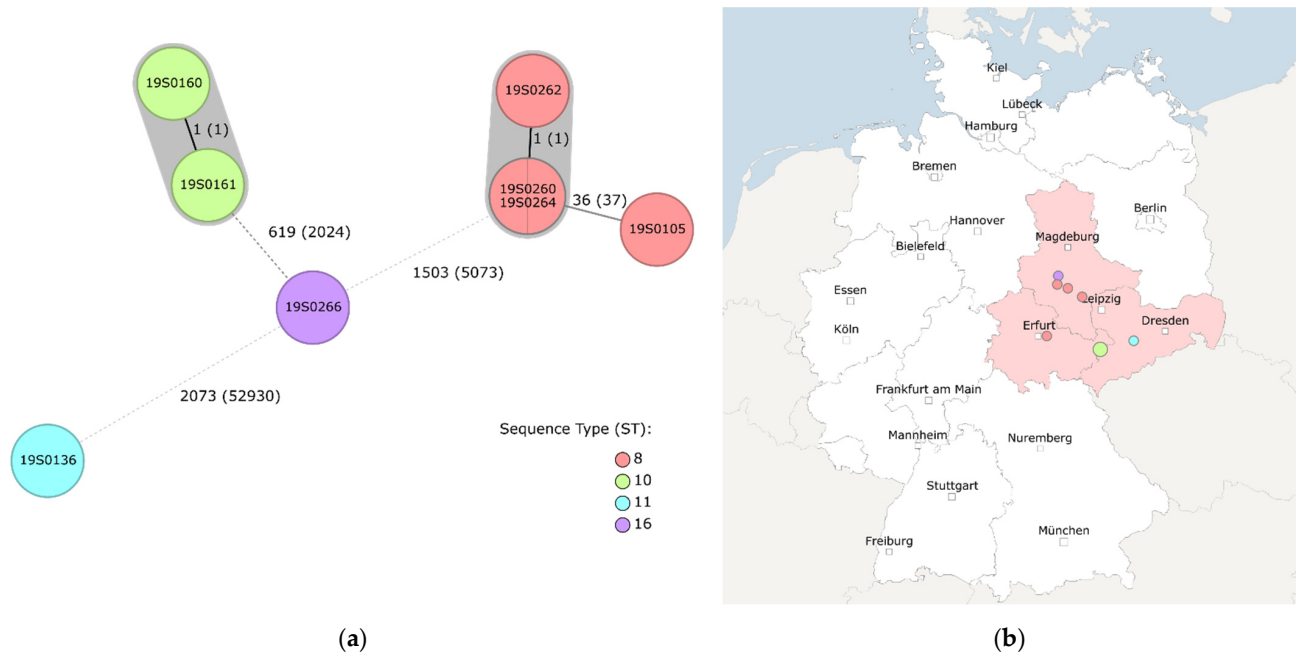 19S0160
1 (1)
19S0161
619 (2024)
19S0262
1 (1)
19S0260
19S0264
36 (37)
19S0105
1503 (5073)
19S0266
2073 (52930)
19S0136
Sequence Type (ST):
8
10
11
16
(a)
Kiel
Lübeck
Hamburg
Bremen
Berlin
Hannover
Magdeburg
Bielefeld
Essen
Leipzig
Köln
Erfurt
Dresden
Frankfurt am Main
Mannheim
Nuremberg
Stuttgart
München
Freiburg
(b)